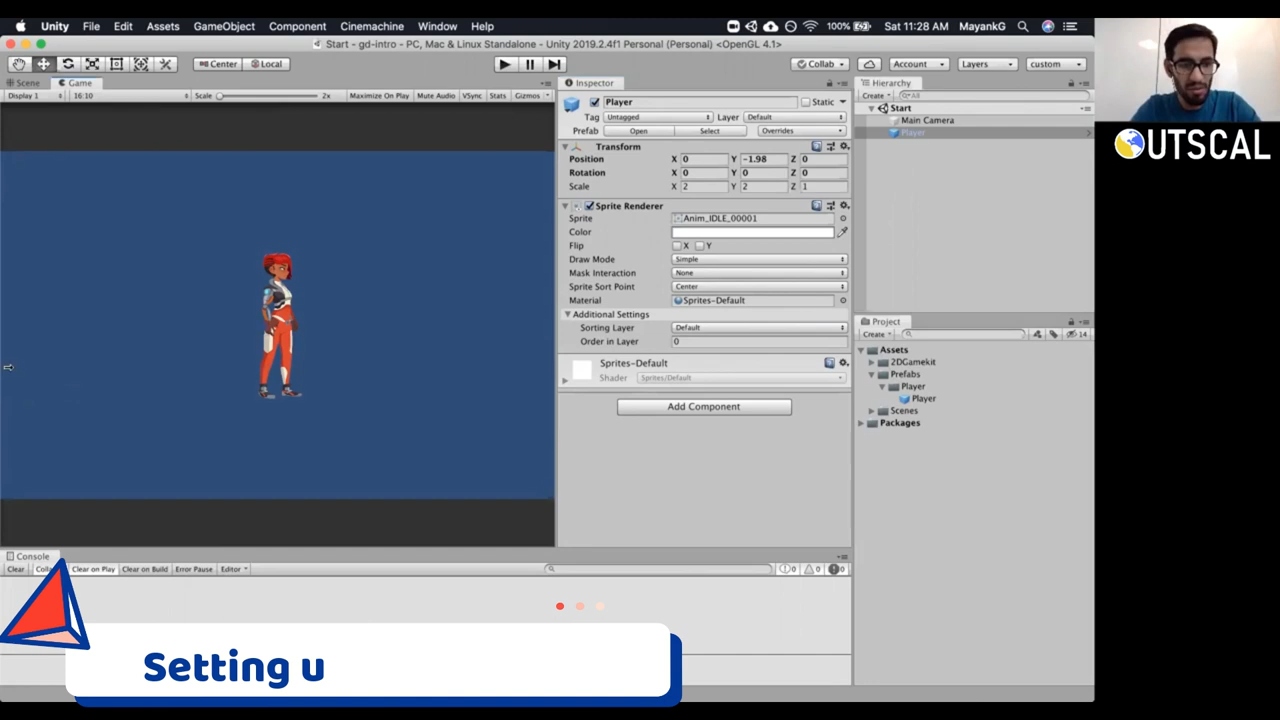 Unity File Edit Assets GameObject Component Cinemachine Window Help 100% Sat 11:28 AM MayankG
Start - gd-intro - PC, Mac & Linux Standalone - Unity 2019.2.4f1 Personal (Personal) <OpenGL 4.1>
Center Local Collab Account Layers custom
Scene Game
Display 1 16:10 Scale 2x Maximize On Play Mute Audio VSync Stats Gizmos
Inspector
Player Static
Tag Untagged Layer Default
Prefab Open Select Overrides
Transform
Position X 0 Y -1.98 Z 0
Rotation X 0 Y 0 Z 0
Scale X 2 Y 2 Z 1
Sprite Renderer
Sprite Anim_IDLE_00001
Color
Flip X Y
Draw Mode Simple
Mask Interaction None
Sprite Sort Point Center
Material Sprites-Default
Additional Settings
Sorting Layer Default
Order in Layer 0
Sprites-Default
Shader Sprites/Default
Add Component
Hierarchy
Create All
Start
Main Camera
Player
Project
Create 14
Assets
2DGamekit
Prefabs
Player
Player
Scenes
Packages
Console
Clear Clear on Play Clear on Build Error Pause Editor 0 0 0
OUTSCAL
Setting u